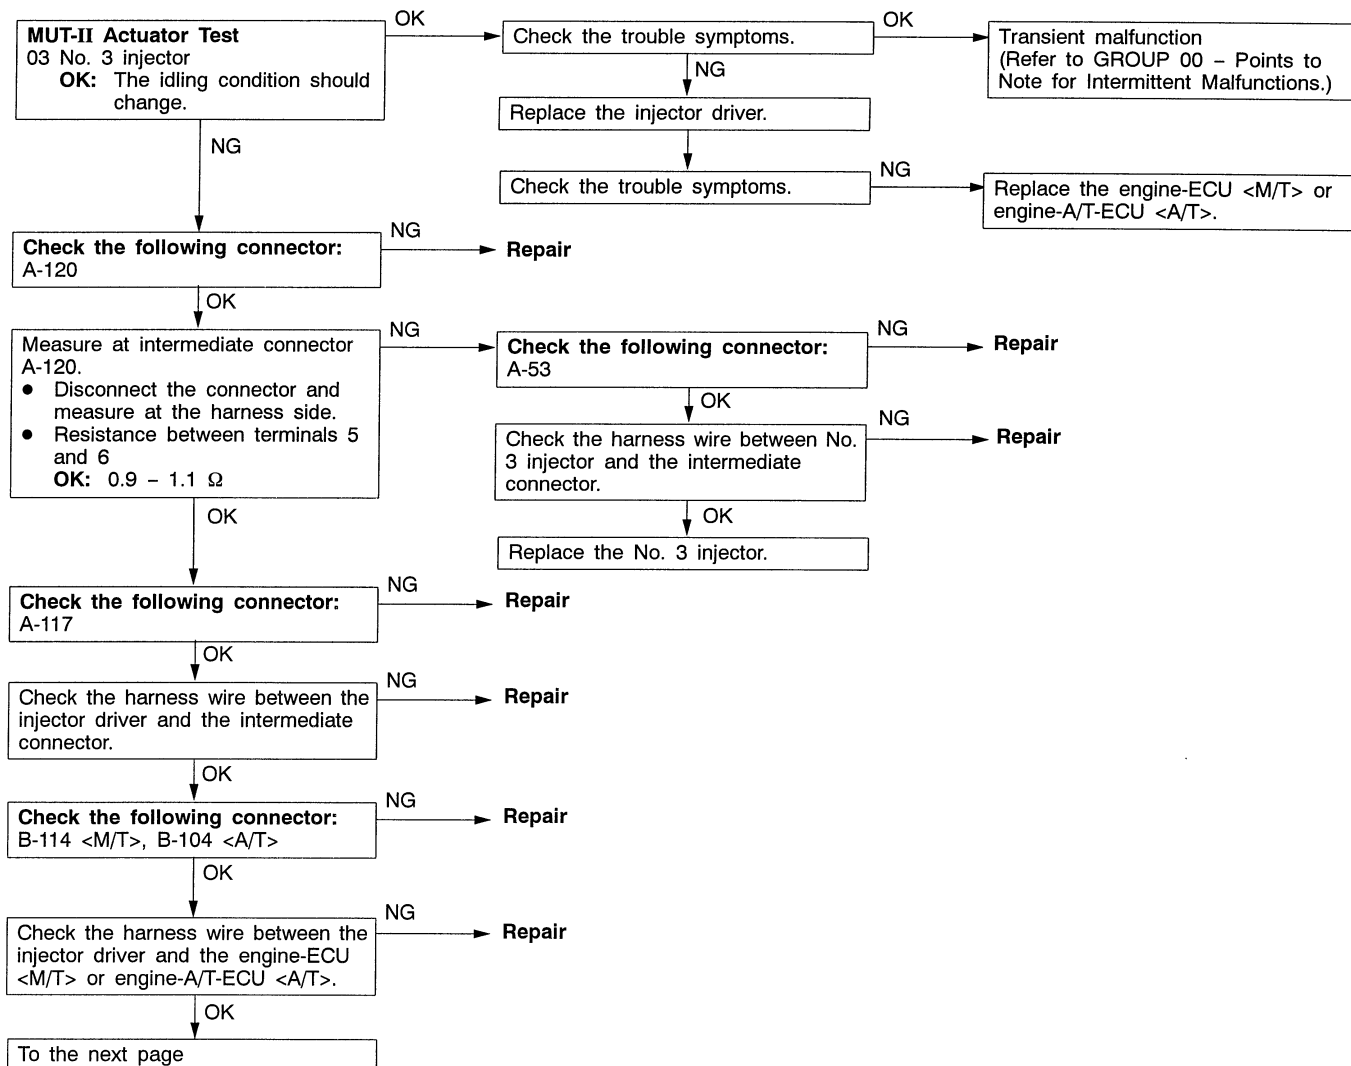 MUT-II Actuator Test
03 No. 3 injector
OK: The idling condition should
change.
OK
Check the trouble symptoms.
OK
Transient malfunction
(Refer to GROUP 00 – Points to
Note for Intermittent Malfunctions.)
NG
Replace the injector driver.
NG
Check the trouble symptoms.
NG
Replace the engine-ECU <M/T> or
engine-A/T-ECU <A/T>.
Check the following connector:
A-120
NG
Repair
OK
Measure at intermediate connector
A-120.
● Disconnect the connector and
measure at the harness side.
● Resistance between terminals 5
and 6
OK: 0.9 – 1.1 Ω
NG
Check the following connector:
A-53
NG
Repair
OK
Check the harness wire between No.
3 injector and the intermediate
connector.
NG
Repair
OK
Replace the No. 3 injector.
OK
Check the following connector:
A-117
NG
Repair
OK
Check the harness wire between the
injector driver and the intermediate
connector.
NG
Repair
OK
Check the following connector:
B-114 <M/T>, B-104 <A/T>
NG
Repair
OK
Check the harness wire between the
injector driver and the engine-ECU
<M/T> or engine-A/T-ECU <A/T>.
NG
Repair
OK
To the next page